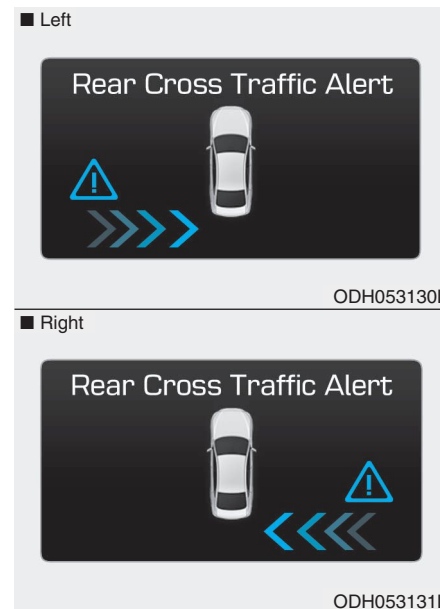 ■ Left
Rear Cross Traffic Alert
ODH053130
■ Right
Rear Cross Traffic Alert
ODH053131